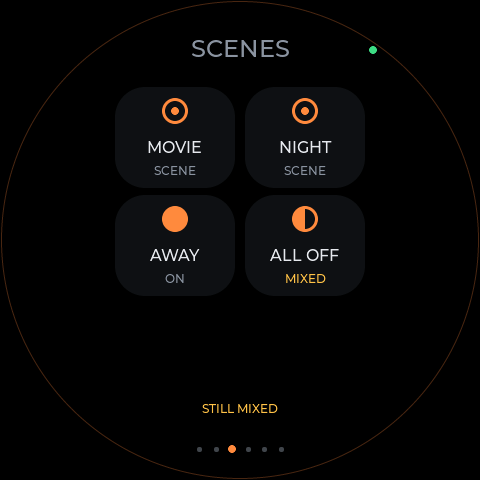 SCENES
MOVIE
SCENE
NIGHT
SCENE
AWAY
ON
ALL OFF
MIXED
STILL MIXED